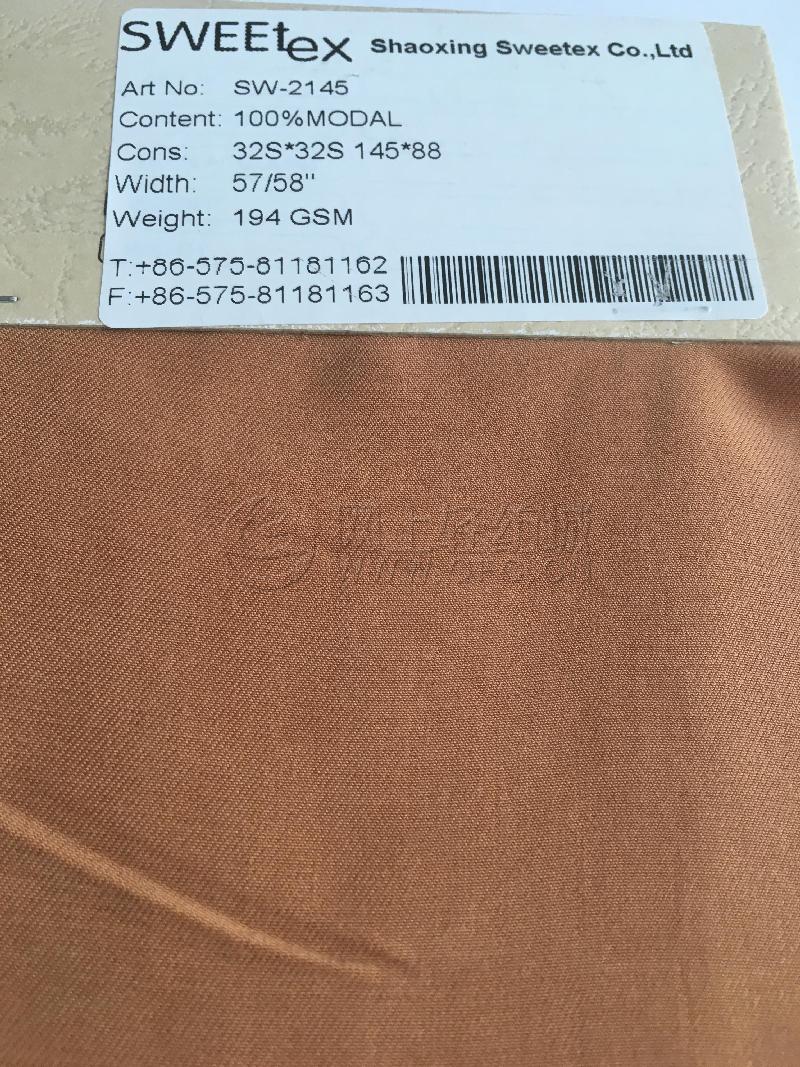 SWEEtex Shaoxing Sweetex Co.,Ltd
Art No: SW-2145
Content: 100%MODAL
Cons: 32S*32S 145*88
Width: 57/58"
Weight: 194 GSM
T:+86-575-81181162
F:+86-575-81181163